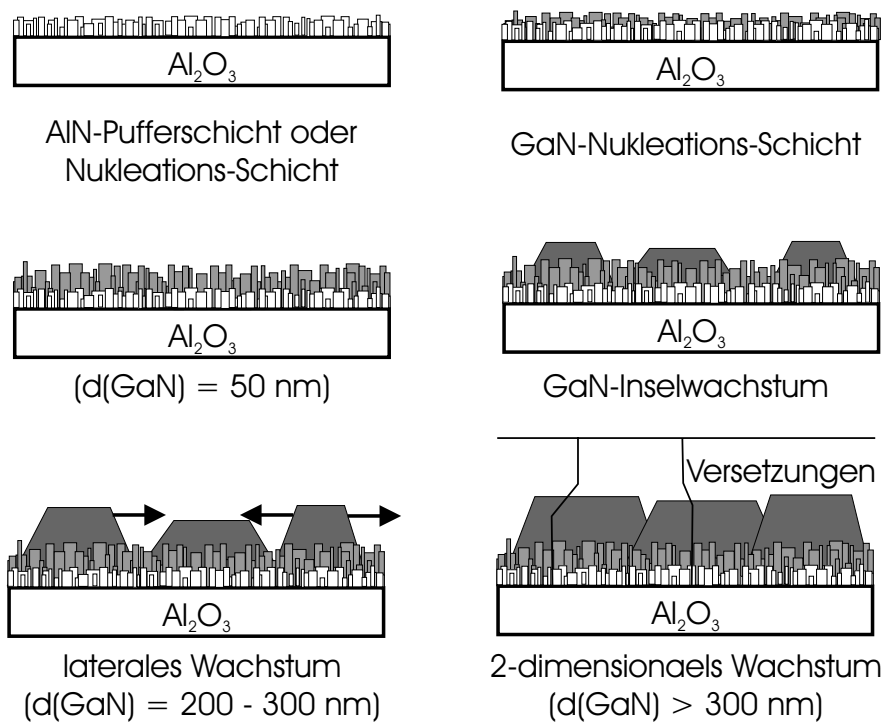 Al₂O₃
AlN-Pufferschicht oder
Nukleations-Schicht
Al₂O₃
GaN-Nukleations-Schicht
Al₂O₃
(d(GaN) = 50 nm)
Al₂O₃
GaN-Inselwachstum
Al₂O₃
laterales Wachstum
(d(GaN) = 200 - 300 nm)
Versetzungen
Al₂O₃
2-dimensionaels Wachstum
(d(GaN) > 300 nm)